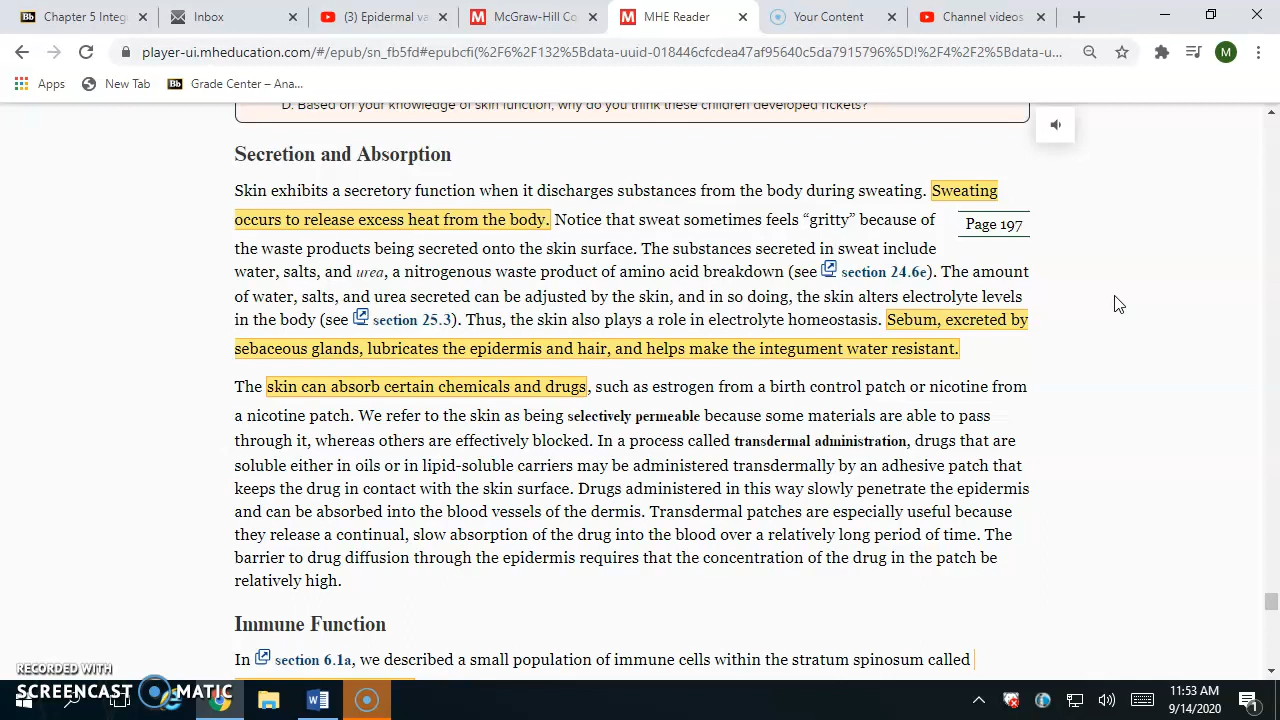 Chapter 5 Integ
Inbox
(3) Epidermal va
McGraw-Hill Co
MHE Reader
Your Content
Channel videos
player-ui.mheducation.com/#/epub/sn_fb5fd#epubcfi(%2F6%2F132%5Bdata-uuid-018446cfcdea47af95640c5da7915796%5D!%2F4%2F2%5Bdata-u...
M
Apps
New Tab
Grade Center – Ana...
D. Based on your knowledge of skin function, why do you think these children developed rickets?
Secretion and Absorption
Skin exhibits a secretory function when it discharges substances from the body during sweating. Sweating
occurs to release excess heat from the body. Notice that sweat sometimes feels “gritty” because of
Page 197
the waste products being secreted onto the skin surface. The substances secreted in sweat include
water, salts, and urea, a nitrogenous waste product of amino acid breakdown (see section 24.6e). The amount
of water, salts, and urea secreted can be adjusted by the skin, and in so doing, the skin alters electrolyte levels
in the body (see section 25.3). Thus, the skin also plays a role in electrolyte homeostasis. Sebum, excreted by
sebaceous glands, lubricates the epidermis and hair, and helps make the integument water resistant.
The skin can absorb certain chemicals and drugs, such as estrogen from a birth control patch or nicotine from
a nicotine patch. We refer to the skin as being selectively permeable because some materials are able to pass
through it, whereas others are effectively blocked. In a process called transdermal administration, drugs that are
soluble either in oils or in lipid-soluble carriers may be administered transdermally by an adhesive patch that
keeps the drug in contact with the skin surface. Drugs administered in this way slowly penetrate the epidermis
and can be absorbed into the blood vessels of the dermis. Transdermal patches are especially useful because
they release a continual, slow absorption of the drug into the blood over a relatively long period of time. The
barrier to drug diffusion through the epidermis requires that the concentration of the drug in the patch be
relatively high.
Immune Function
In section 6.1a, we described a small population of immune cells within the stratum spinosum called
RECORDED WITH
SCREENCAST MATIC
11:53 AM
9/14/2020
1